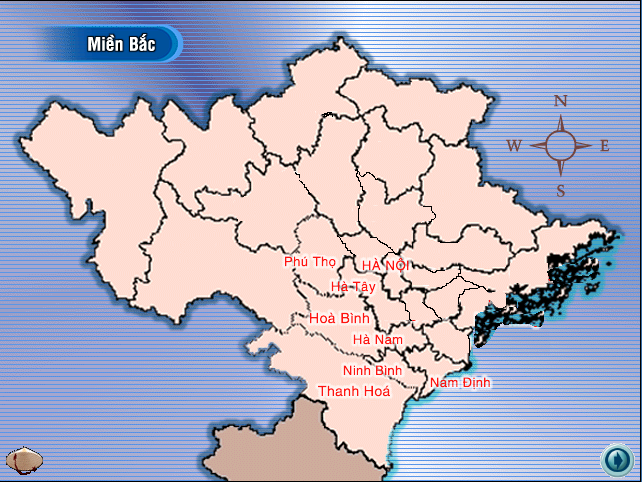 Miền Bắc
N
W E
S
Phú Thọ
HÀ NỘI
Hà Tây
Hoà Bình
Hà Nam
Ninh Bình
Nam Định
Thanh Hoá